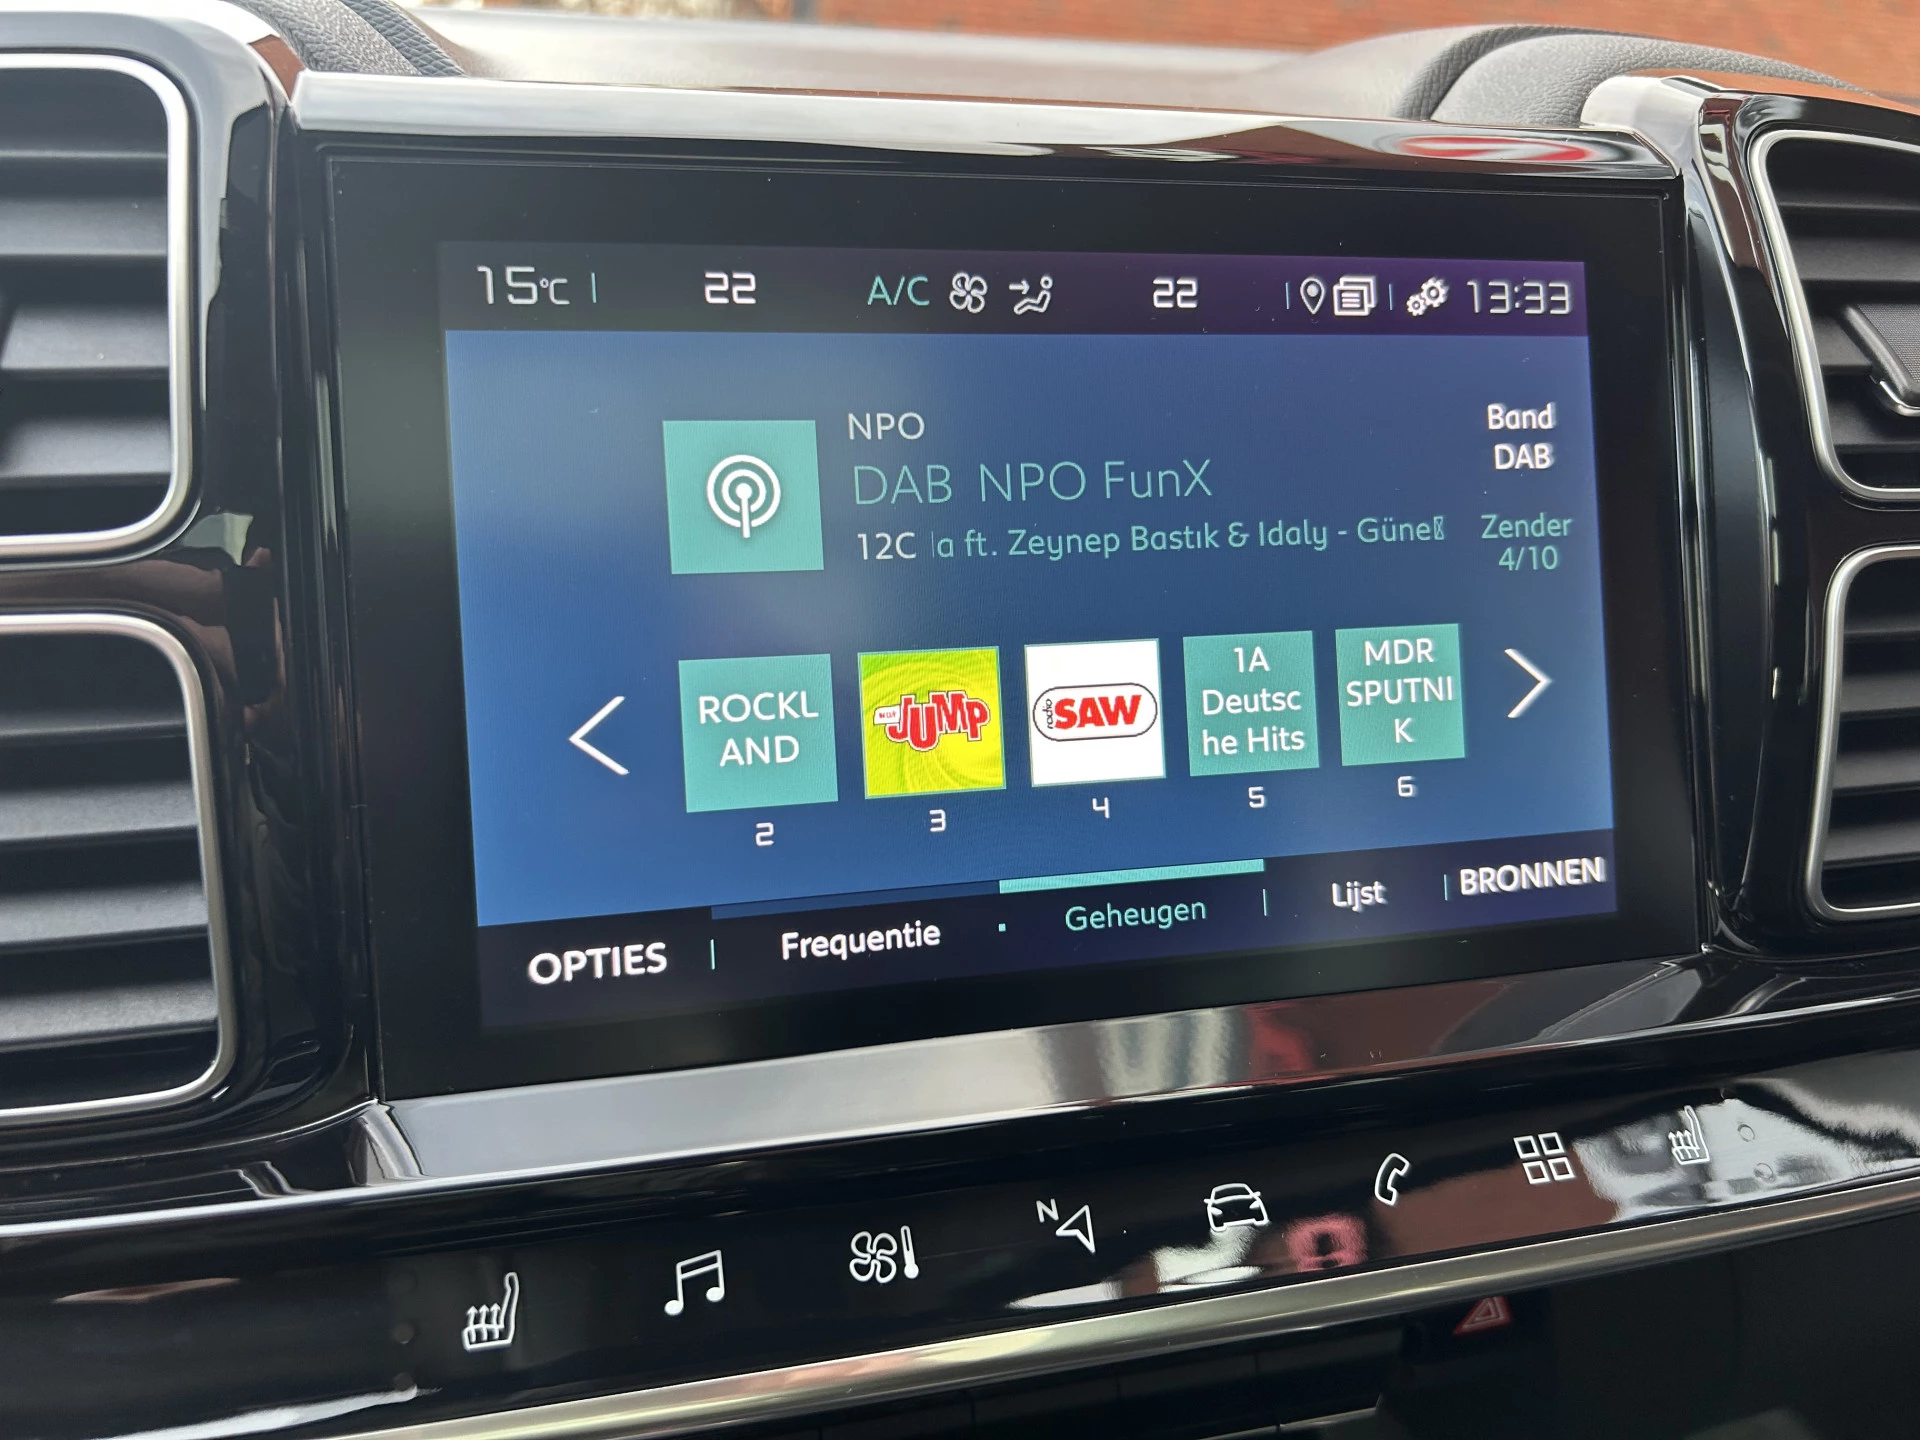 15°C 22 A/C 22 13:33
NPO
DAB NPO FunX
12C a ft. Zeynep Bastık & Idaly - Güne
Band
DAB
Zender
4/10
ROCKL
AND
2
MDR JUMP
3
radio SAW
4
1A
Deutsc
he Hits
5
MDR
SPUTNI
K
6
OPTIES Frequentie Geheugen Lijst BRONNEN
N